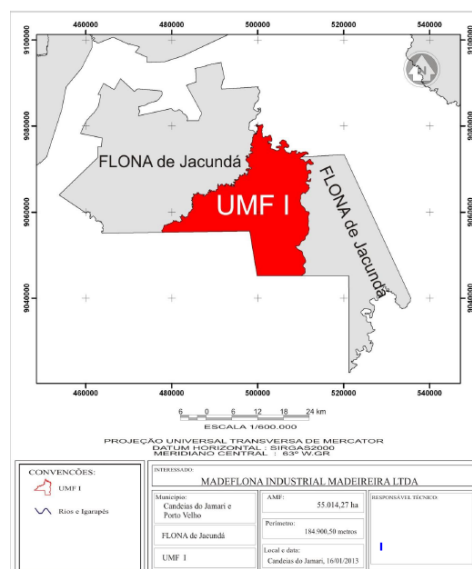 460000 480000 500000 520000 540000
9100000 9100000
N
9080000 9080000
FLONA de Jacundá
UMF I
FLONA de Jacundá
9060000 9060000
9040000 9040000
460000 480000 500000 520000 540000
6 0 6 12 18 24 km
ESCALA 1/600.000
PROJEÇÃO UNIVERSAL TRANSVERSA DE MERCATOR
DATUM HORIZONTAL : SIRGAS2000
MERIDIANO CENTRAL : 63º W.GR
CONVENÇÕES:
UMF I
Rios e Igarapés
INTERESSADO:
MADEFLONA INDUSTRIAL MADEIREIRA LTDA
Município:
Candeias do Jamari e
Porto Velho
FLONA de Jacundá
UMF I
AMF:
55.014,27 ha
Perímetro:
184.900,50 metros
Local e data:
Candeias do Jamari, 16/01/2013
RESPONSÁVEL TÉCNICO: